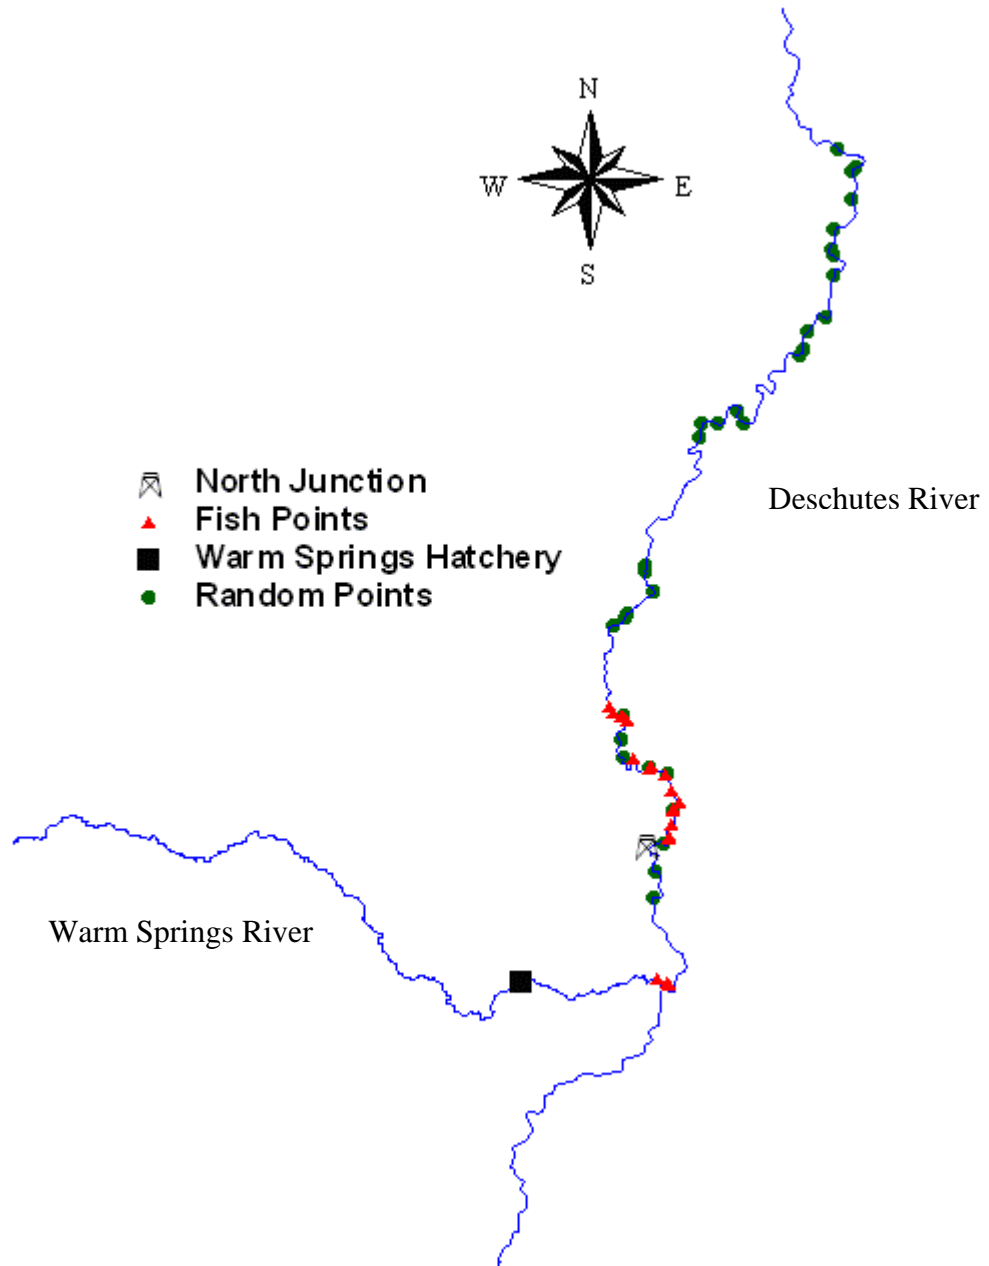 N
W
E
S
North Junction
Fish Points
Warm Springs Hatchery
Random Points
Deschutes River
Warm Springs River